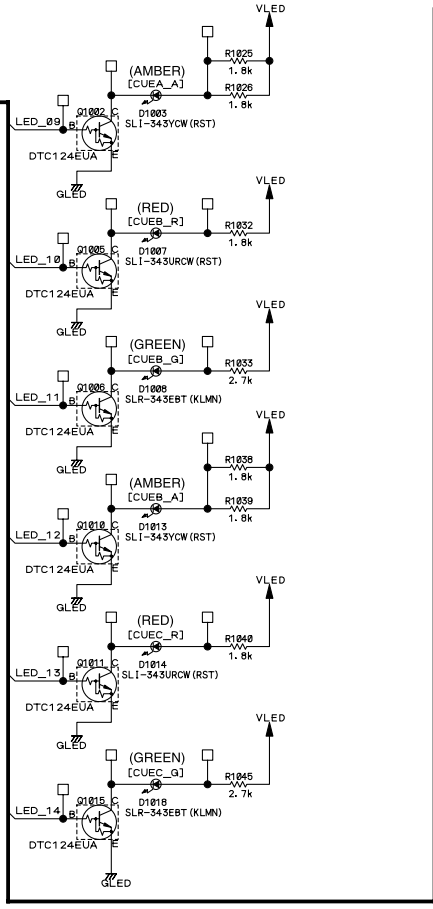 VLED
R1025
1.8k
(AMBER)
[CUEA_A]
R1026
1.8k
Q1002 C
D1003
LED_09
B
SLI-343YCW(RST)
DTC124EUA
E
GLED
VLED
(RED)
[CUEB_R]
R1032
1.8k
Q1005 C
D1007
LED_10
B
SLI-343URCW(RST)
DTC124EUA
E
GLED
VLED
(GREEN)
[CUEB_G]
R1033
2.7k
Q1006 C
D1008
LED_11
B
SLR-343EBT(KLMN)
DTC124EUA
E
GLED
VLED
R1038
1.8k
(AMBER)
[CUEB_A]
R1039
1.8k
Q1010 C
D1013
LED_12
B
SLI-343YCW(RST)
DTC124EUA
E
GLED
VLED
(RED)
[CUEC_R]
R1040
1.8k
Q1011 C
D1014
LED_13
B
SLI-343URCW(RST)
DTC124EUA
E
GLED
VLED
(GREEN)
[CUEC_G]
R1045
2.7k
Q1015 C
D1018
LED_14
B
SLR-343EBT(KLMN)
DTC124EUA
E
GLED